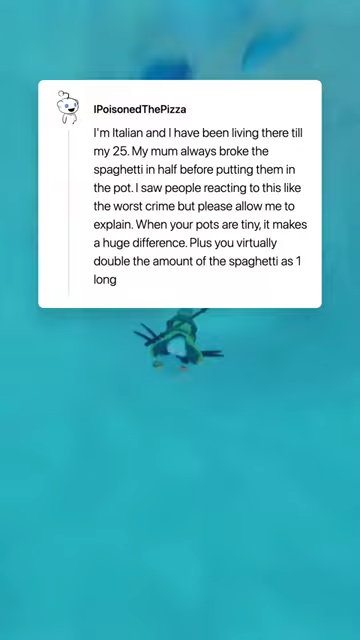 IPoisonedThePizza
I'm Italian and I have been living there till
my 25. My mum always broke the
spaghetti in half before putting them in
the pot. I saw people reacting to this like
the worst crime but please allow me to
explain. When your pots are tiny, it makes
a huge difference. Plus you virtually
double the amount of the spaghetti as 1
long